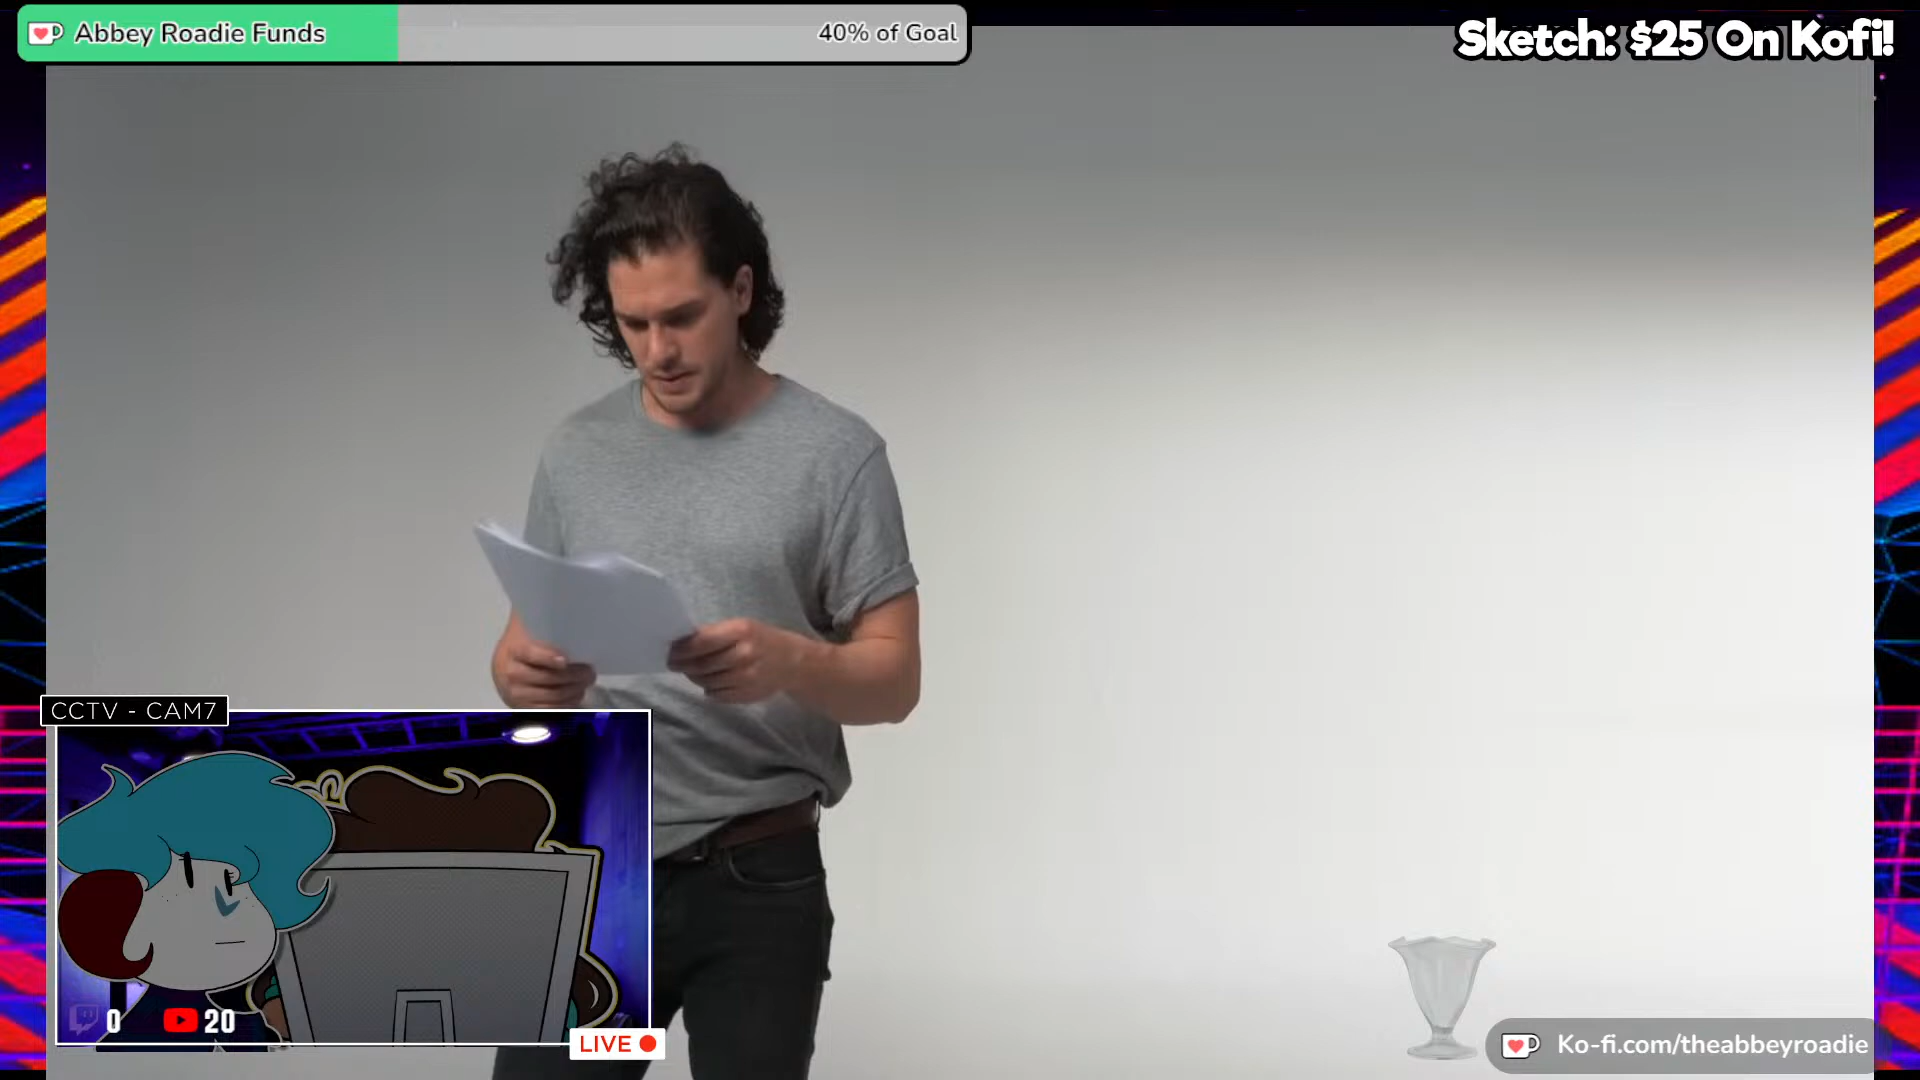 Abbey Roadie Funds
40% of Goal
Sketch: $25 On Kofi!
CCTV - CAM7
0
20
LIVE
Ko-fi.com/theabbeyroadie